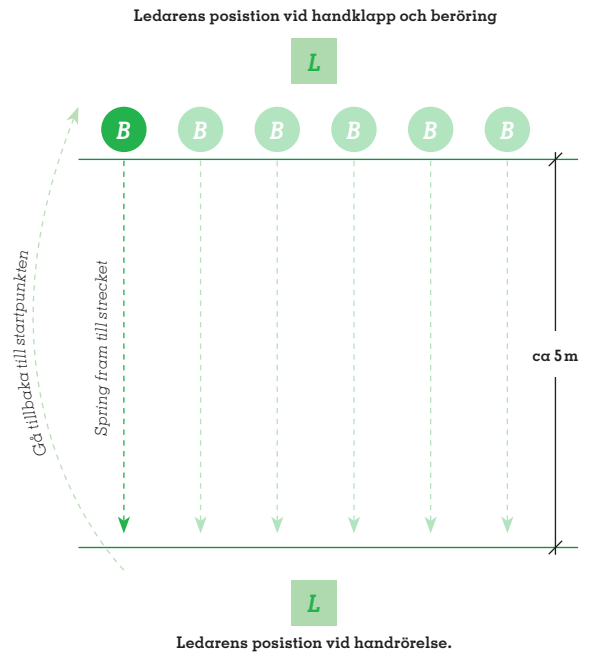 Ledarens posistion vid handklapp och beröring
L
B B B B B B
Gå tillbaka till startpunkten
Spring fram till strecket
ca 5 m
L
Ledarens posistion vid handrörelse.